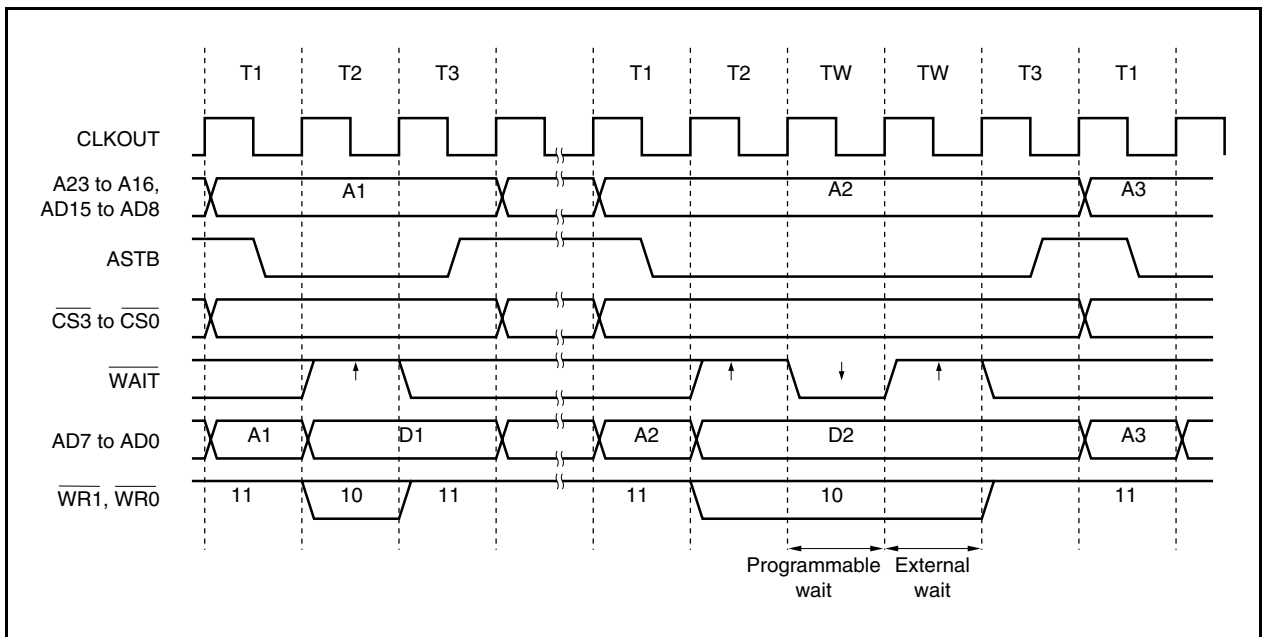 T1 T2 T3 T1 T2 TW TW T3 T1
CLKOUT
A23 to A16,
AD15 to AD8
A1 A2 A3
ASTB
CS3 to CS0
WAIT
AD7 to AD0
A1 D1 A2 D2 A3
WR1, WR0
11 10 11 11 10 11
Programmable
wait
External
wait